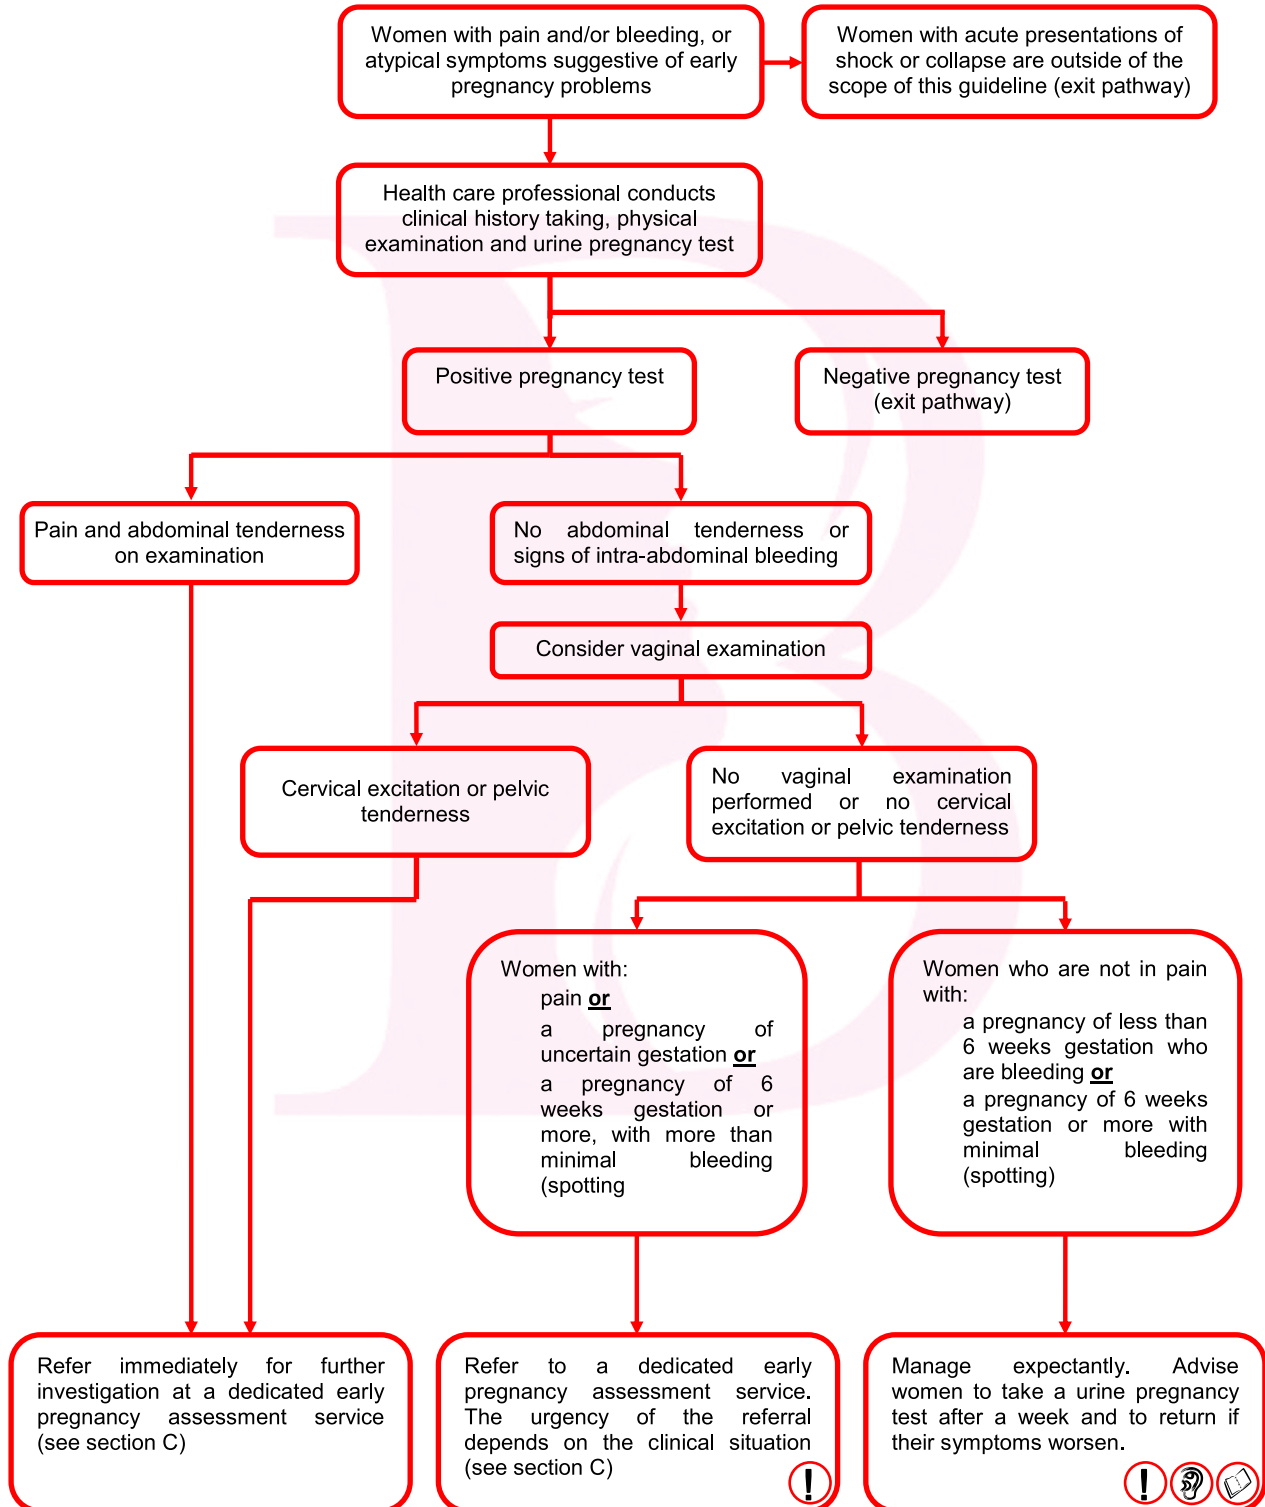 Women with pain and/or bleeding, or
atypical symptoms suggestive of early
pregnancy problems
Women with acute presentations of
shock or collapse are outside of the
scope of this guideline (exit pathway)
Health care professional conducts
clinical history taking, physical
examination and urine pregnancy test
Positive pregnancy test
Negative pregnancy test
(exit pathway)
Pain and abdominal tenderness
on examination
No abdominal tenderness or
signs of intra-abdominal bleeding
Consider vaginal examination
Cervical excitation or pelvic
tenderness
No vaginal examination
performed or no cervical
excitation or pelvic tenderness
Women with:
pain or
a pregnancy of
uncertain gestation or
a pregnancy of 6
weeks gestation or
more, with more than
minimal bleeding
(spotting
Women who are not in pain
with:
a pregnancy of less than
6 weeks gestation who
are bleeding or
a pregnancy of 6 weeks
gestation or more with
minimal bleeding
(spotting)
Refer immediately for further
investigation at a dedicated early
pregnancy assessment service
(see section C)
Refer to a dedicated early
pregnancy assessment service.
The urgency of the referral
depends on the clinical situation
(see section C)
!
Manage expectantly. Advise
women to take a urine pregnancy
test after a week and to return if
their symptoms worsen.
!